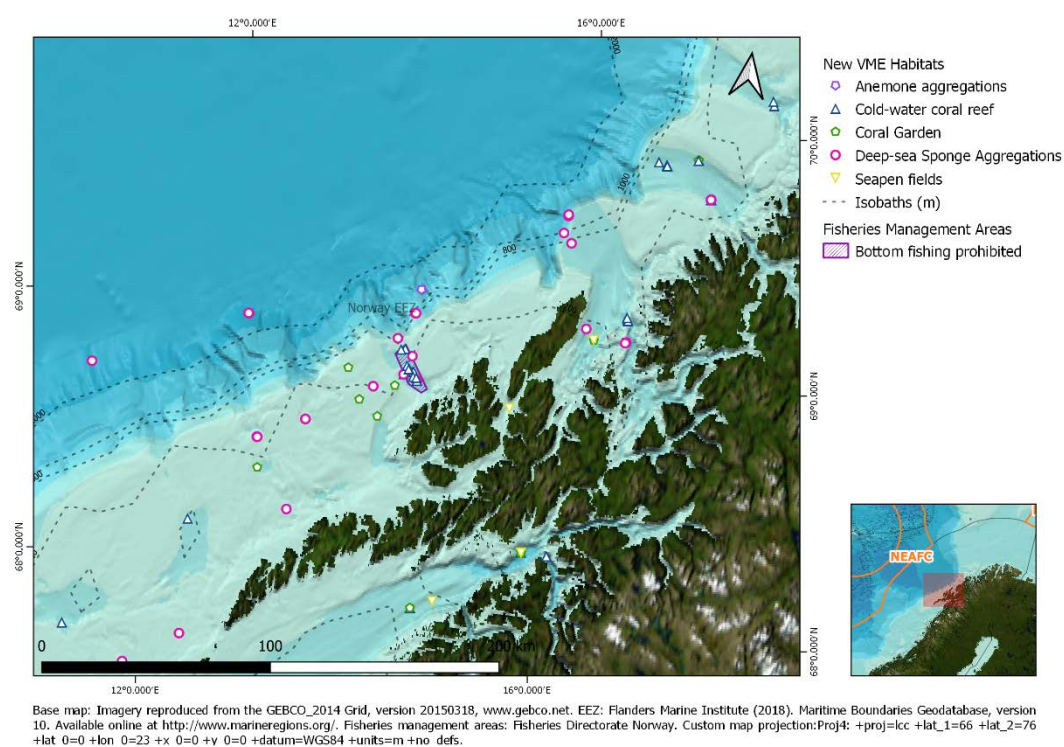 12°0.000'E
16°0.000'E
2000
New VME Habitats
Anemone aggregations
Cold-water coral reef
Coral Garden
Deep-sea Sponge Aggregations
Seapen fields
Isobaths (m)
Fisheries Management Areas
Bottom fishing prohibited
70°0.000'N
1000
800
69°0.000'N
Norway EEZ
69°0.000'N
68°0.000'N
NEAFC
68°0.000'N
0
100
200 km
12°0.000'E
16°0.000'E
Base map: Imagery reproduced from the GEBCO_2014 Grid, version 20150318, www.gebco.net. EEZ: Flanders Marine Institute (2018). Maritime Boundaries Geodatabase, version
10. Available online at http://www.marineregions.org/. Fisheries management areas: Fisheries Directorate Norway. Custom map projection:Proj4: +proj=lcc +lat_1=66 +lat_2=76
+lat_0=0 +lon_0=23 +x_0=0 +y_0=0 +datum=WGS84 +units=m +no_defs.